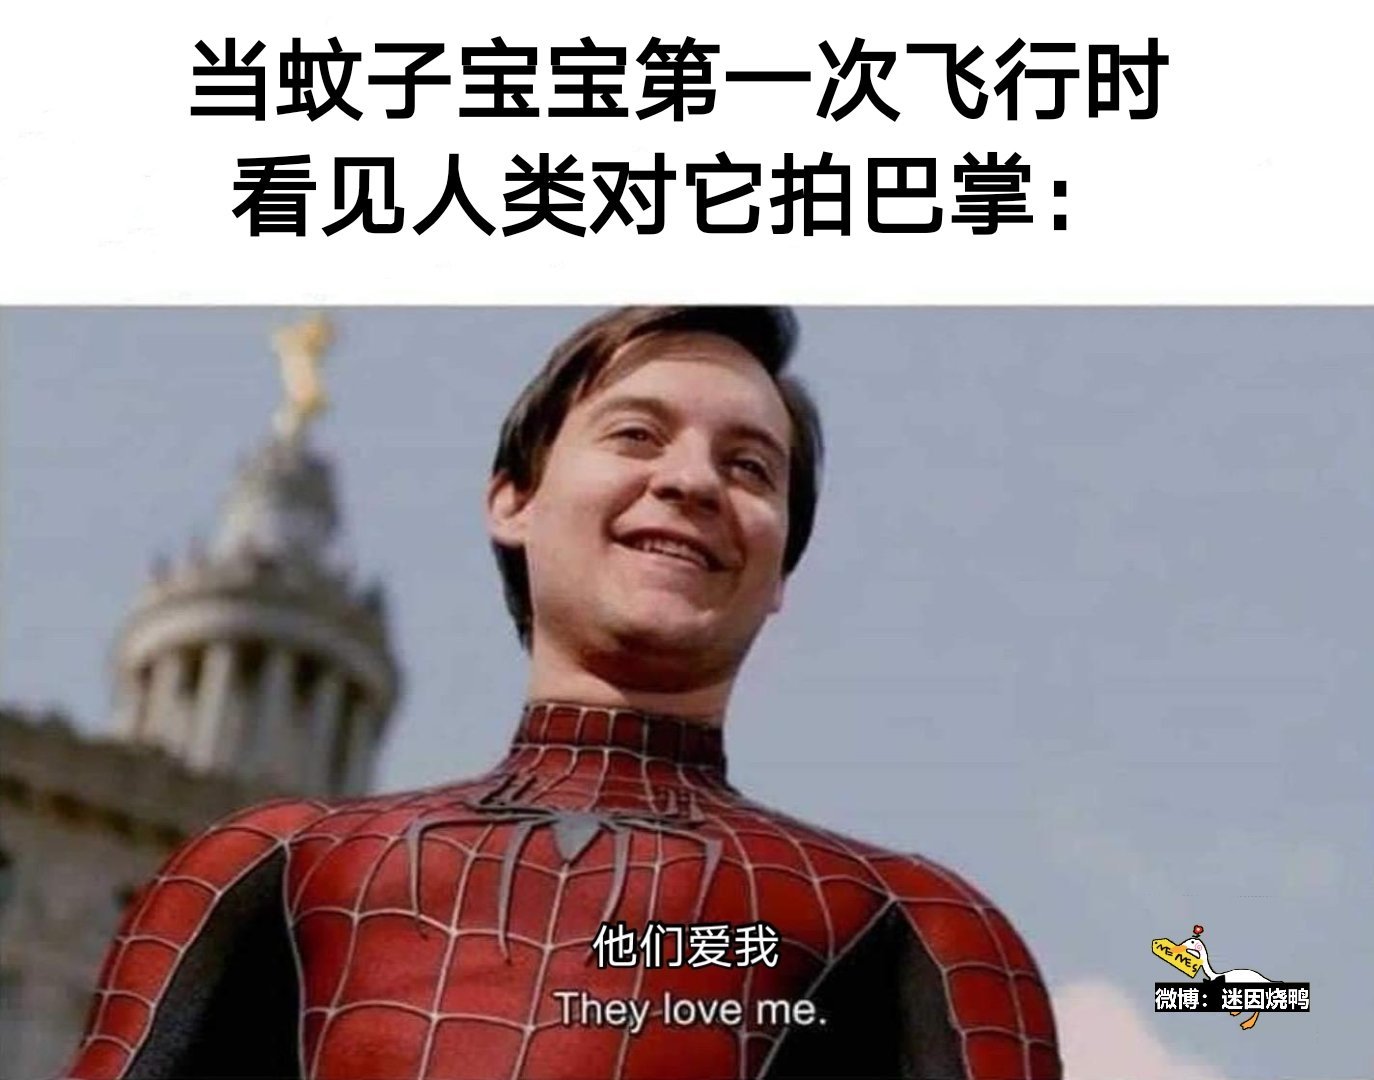 当蚊子宝宝第一次飞行时
看见人类对它拍巴掌：
他们爱我
They love me.
微博：迷因烧鸭